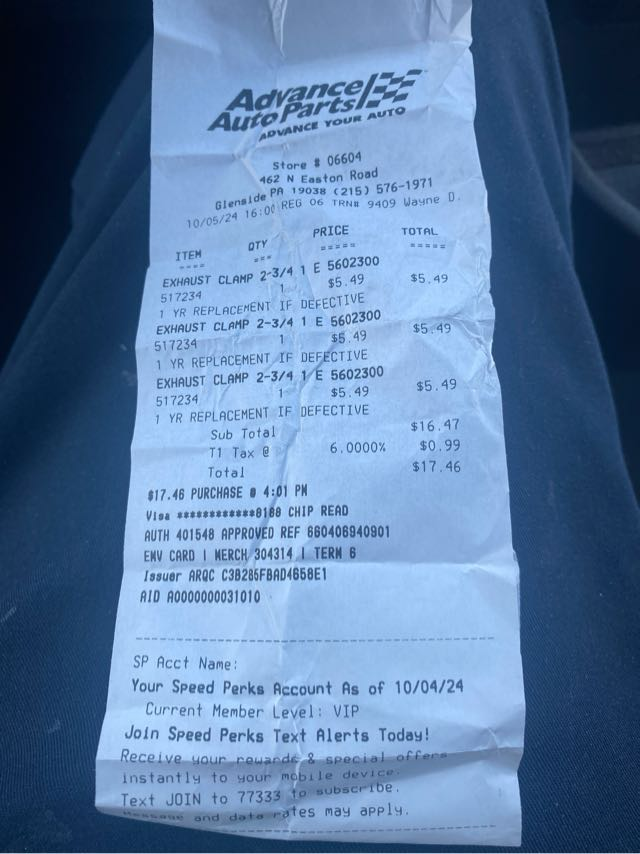 Advance
Auto Parts
ADVANCE YOUR AUTO
Store # 06604
462 N Easton Road
Glenside PA 19038 (215) 576-1971
10/05/24 16:00 REG 06 TRN# 9409 Wayne D.
ITEM QTY PRICE TOTAL
==== === ===== =====
EXHAUST CLAMP 2-3/4 1 E 5602300
517234 1 $5.49 $5.49
1 YR REPLACEMENT IF DEFECTIVE
EXHAUST CLAMP 2-3/4 1 E 5602300
517234 1 $5.49 $5.49
1 YR REPLACEMENT IF DEFECTIVE
EXHAUST CLAMP 2-3/4 1 E 5602300
517234 1 $5.49 $5.49
1 YR REPLACEMENT IF DEFECTIVE
Sub Total $16.47
T1 Tax @ 6.0000% $0.99
Total $17.46
$17.46 PURCHASE @ 4:01 PM
Visa ************8188 CHIP READ
AUTH 401548 APPROVED REF 660406940901
EMV CARD | MERCH 304314 | TERM 6
Issuer ARQC C3B285FBAD4658E1
AID A0000000031010
SP Acct Name:
Your Speed Perks Account As of 10/04/24
Current Member Level: VIP
Join Speed Perks Text Alerts Today!
Receive your rewards & special offers
instantly to your mobile device.
Text JOIN to 77333 to subscribe.
Message and data rates may apply.